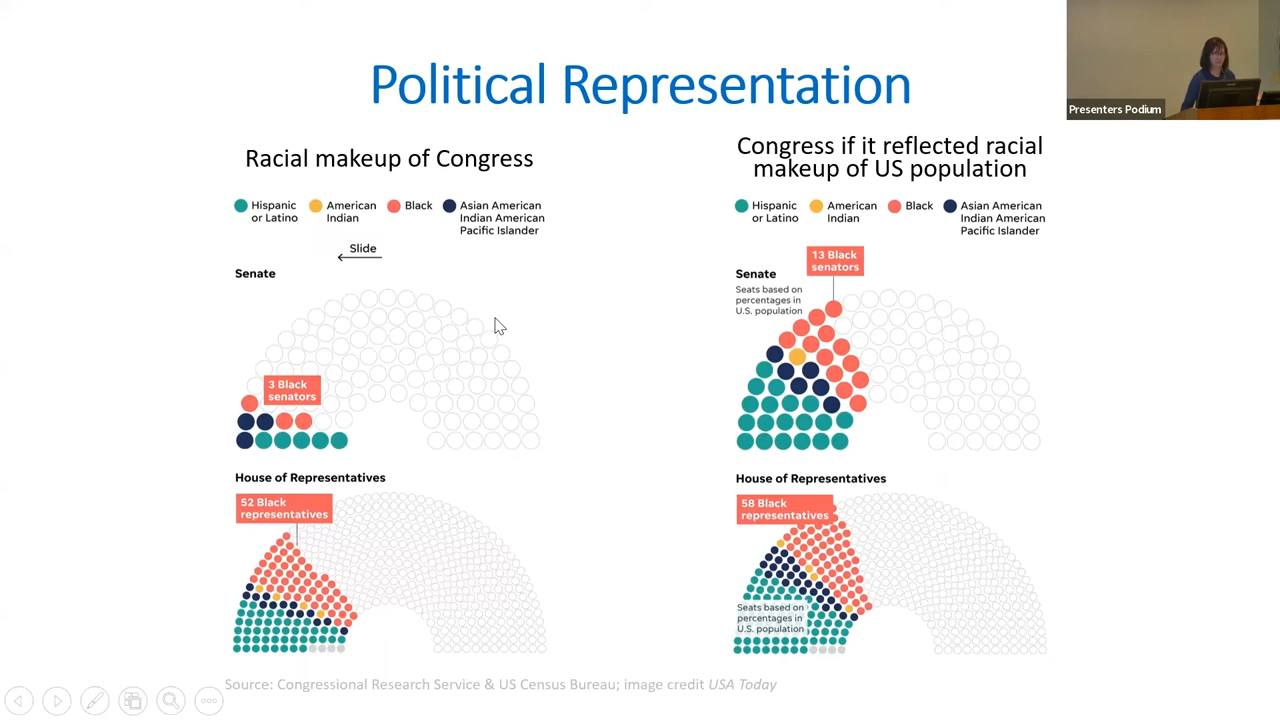 Political Representation
Presenters Podium
Racial makeup of Congress
Hispanic
or Latino
American
Indian
Black
Asian American
Indian American
Pacific Islander
Slide
Senate
3 Black
senators
House of Representatives
52 Black
representatives
Congress if it reflected racial
makeup of US population
Hispanic
or Latino
American
Indian
Black
Asian American
Indian American
Pacific Islander
13 Black
senators
Senate
Seats based on
percentages in
U.S. population
House of Representatives
58 Black
representatives
Seats based on
percentages in
U.S. population
Source: Congressional Research Service & US Census Bureau; image credit USA Today